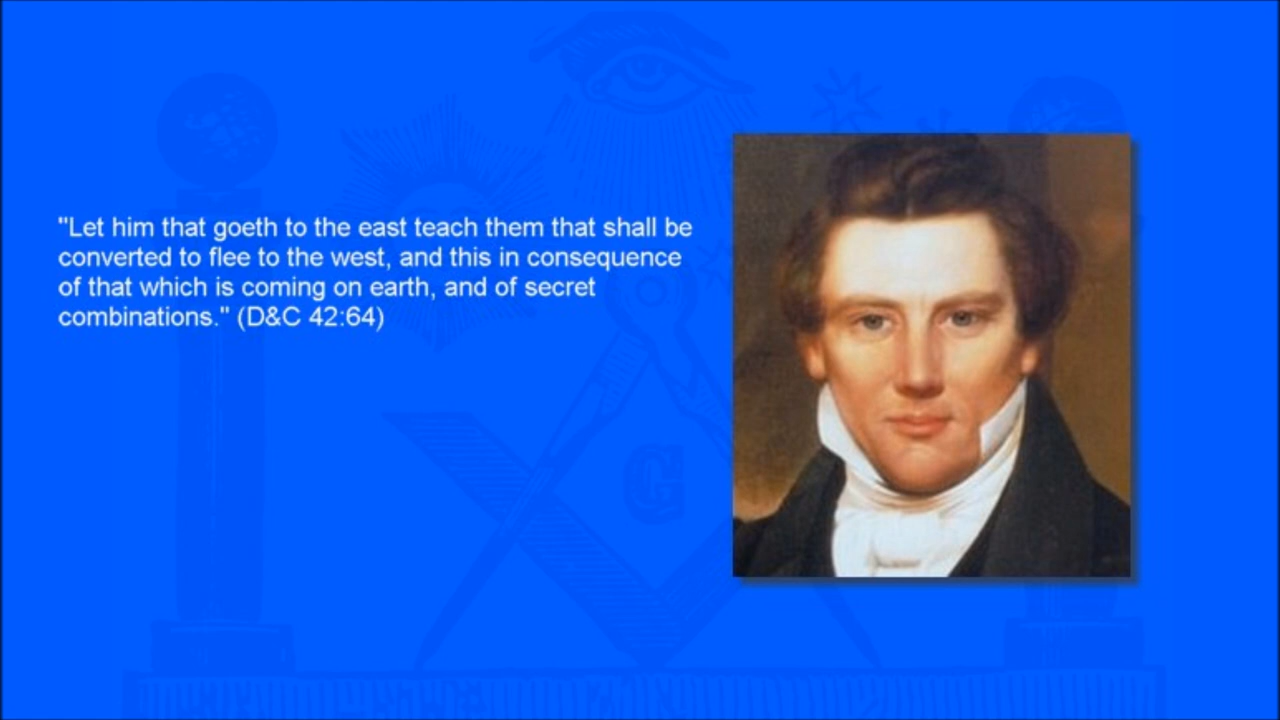 "Let him that goeth to the east teach them that shall be
converted to flee to the west, and this in consequence
of that which is coming on earth, and of secret
combinations." (D&C 42:64)
G